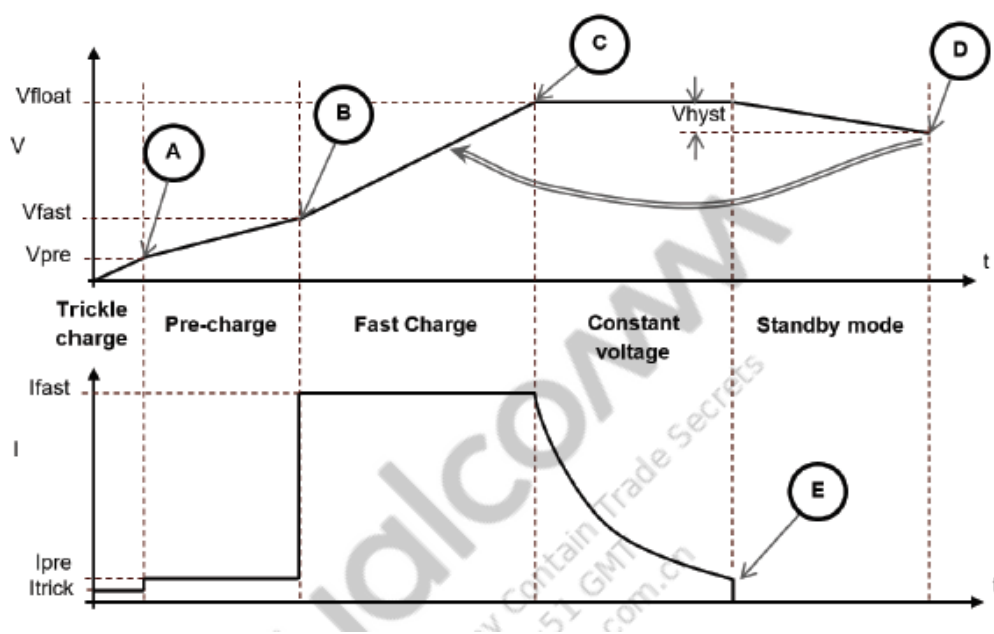 C
D
Vfloat
B
Vhyst
V
A
Vfast
Vpre
t
Trickle charge
Pre-charge
Fast Charge
Constant voltage
Standby mode
Ifast
I
E
Ipre
Itrick
Contain Trade Secrets
51 GMT
com.cn